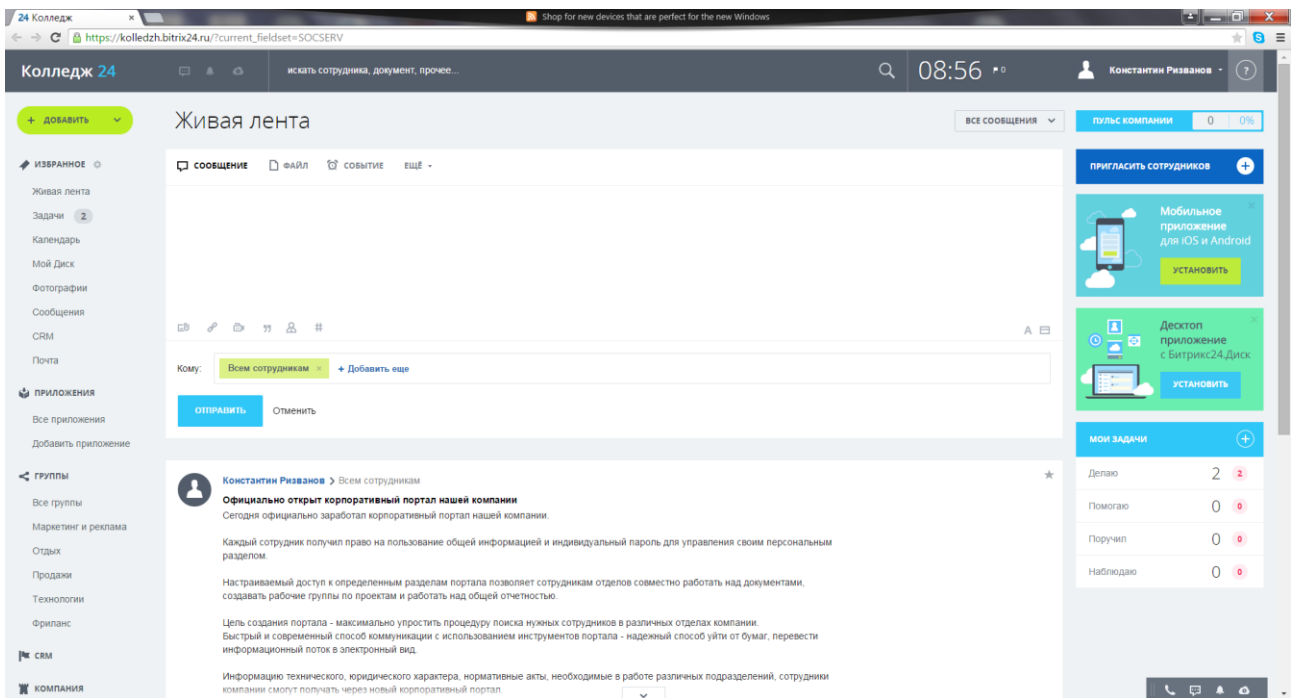 24 Колледж
Shop for new devices that are perfect for the new Windows
https://kolledzh.bitrix24.ru/?current_fieldset=SOCSERV
Колледж 24
искать сотрудника, документ, прочее...
08:56
0
Константин Ризванов
?
+ ДОБАВИТЬ
ИЗБРАННОЕ
Живая лента
Задачи 2
Календарь
Мой Диск
Фотографии
Сообщения
CRM
Почта
ПРИЛОЖЕНИЯ
Все приложения
Добавить приложение
ГРУППЫ
Все группы
Маркетинг и реклама
Отдых
Продажи
Технологии
Фриланс
CRM
КОМПАНИЯ
Живая лента
ВСЕ СООБЩЕНИЯ
СООБЩЕНИЕ ФАЙЛ СОБЫТИЕ ЕЩЁ
#
A
Кому: Всем сотрудникам × + Добавить еще
ОТПРАВИТЬ Отменить
Константин Ризванов > Всем сотрудникам
Официально открыт корпоративный портал нашей компании
Сегодня официально заработал корпоративный портал нашей компании.
Каждый сотрудник получил право на пользование общей информацией и индивидуальный пароль для управления своим персональным
разделом.
Настраиваемый доступ к определенным разделам портала позволяет сотрудникам отделов совместно работать над документами,
создавать рабочие группы по проектам и работать над общей отчетностью.
Цель создания портала - максимально упростить процедуру поиска нужных сотрудников в различных отделах компании.
Быстрый и современный способ коммуникации с использованием инструментов портала - надежный способ уйти от бумаг, перевести
информационный поток в электронный вид.
Информацию технического, юридического характера, нормативные акты, необходимые в работе различных подразделений, сотрудники
компании смогут получать через новый корпоративный портал.
ПУЛЬС КОМПАНИИ 0 0%
ПРИГЛАСИТЬ СОТРУДНИКОВ
Мобильное
приложение
для iOS и Android
УСТАНОВИТЬ
Десктоп
приложение
с Битрикс24.Диск
УСТАНОВИТЬ
МОИ ЗАДАЧИ
Делаю 2 2
Помогаю 0 0
Поручил 0 0
Наблюдаю 0 0